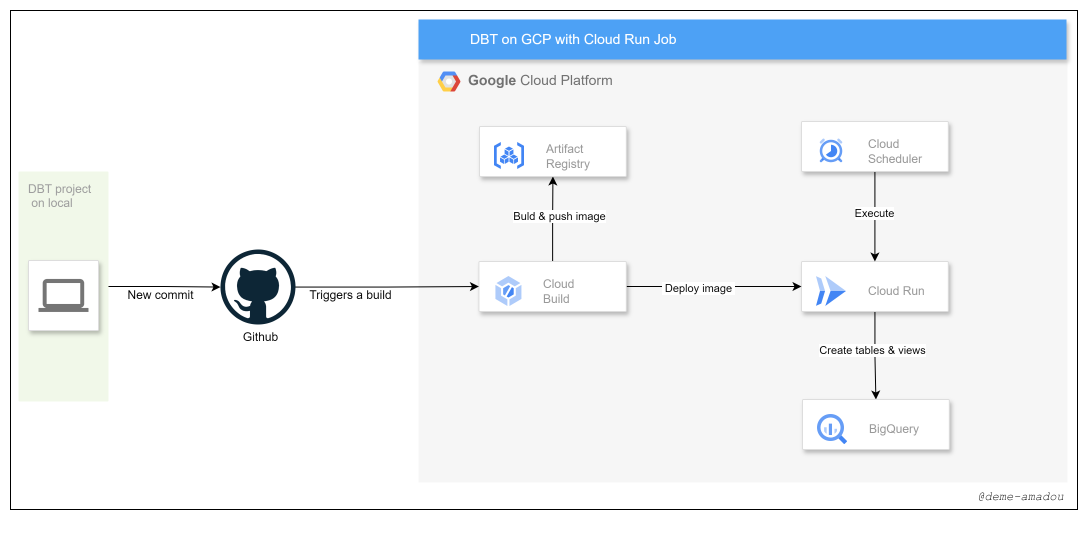 DBT on GCP with Cloud Run Job
Google Cloud Platform
Artifact
Registry
Cloud
Scheduler
DBT project
on local
Buld & push image
Execute
New commit
Github
Triggers a build
Cloud
Build
Deploy image
Cloud Run
Create tables & views
BigQuery
@deme-amadou